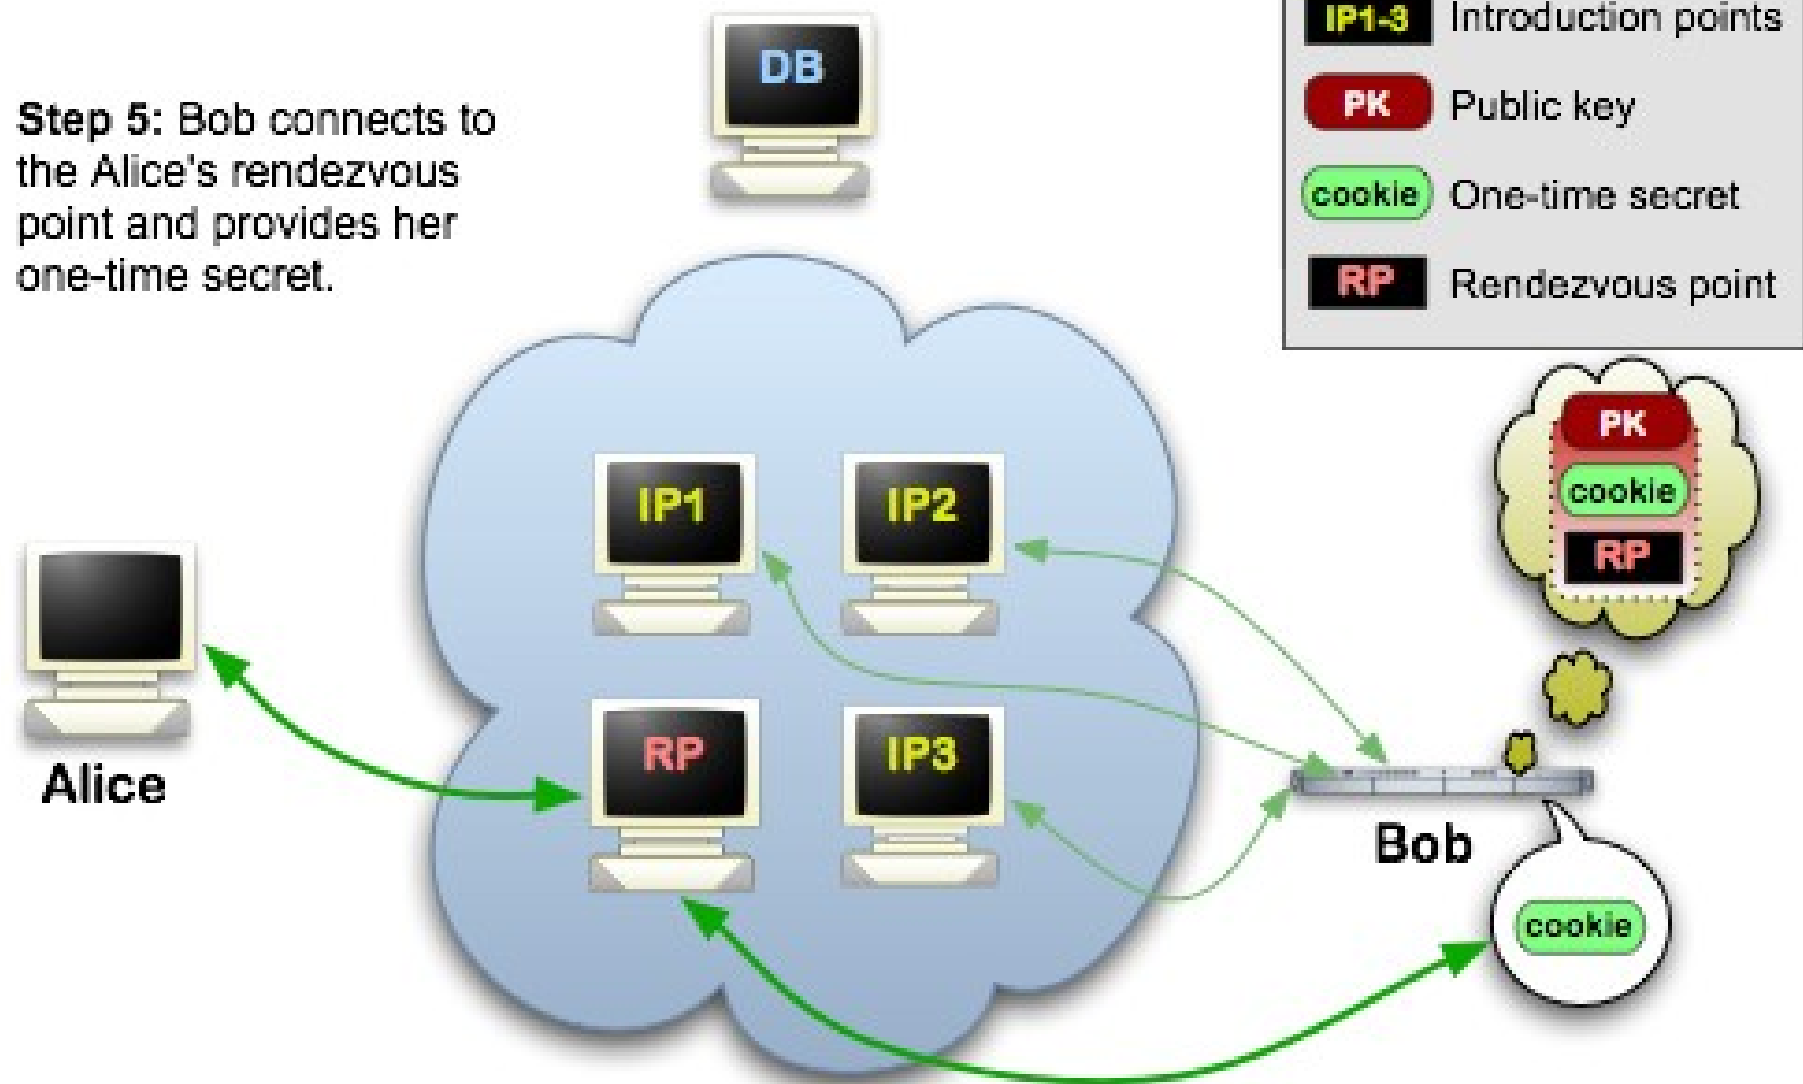 DB
Step 5: Bob connects to
the Alice's rendezvous
point and provides her
one-time secret.
IP1-3 Introduction points
PK Public key
cookie One-time secret
RP Rendezvous point
PK
cookie
RP
IP1
IP2
RP
IP3
Alice
Bob
cookie